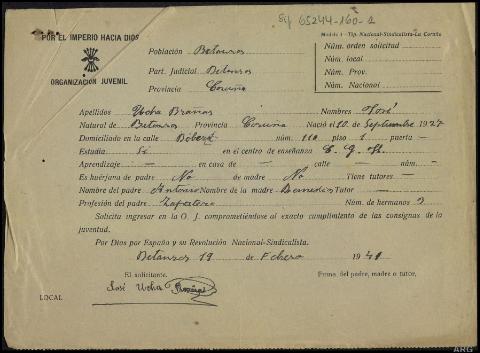 65244-160-2
POR EL IMPERIO HACIA DIOS
ORGANIZACIÓN JUVENIL
Población Betanzos
Part. Judicial Betanzos
Provincia Coruña
Modelo 1 - Tip. Nacional-Sindicalista-La Coruña
Núm. orden solicitud
Núm. local
Núm. Prov.
Núm. Nacional
Apellidos Ucha Brañas Nombres José
Natural de Betanzos Provincia Coruña Nació el 12 de Septiembre 1927
Domiciliado en la calle núm. 110 piso 1 puerta —
Estudia Si en el centro de enseñanza
Aprendizaje — en casa de — calle — núm. —
Es huérfano de padre No de madre No Tiene tutores —
Nombre del padre Antonio Nombre de la madre Tutor —
Profesión del padre Zapatero Núm. de hermanos 2
Solicita ingresar en la O. J. comprometiéndose al exacto cumplimiento de las consignas de la
juventud.
Por Dios por España y su Revolución Nacional-Sindicalista.
Betanzos 19 de Febrero 1941
El solicitante, Firma del padre, madre o tutor,
José Ucha
LOCAL
ARG